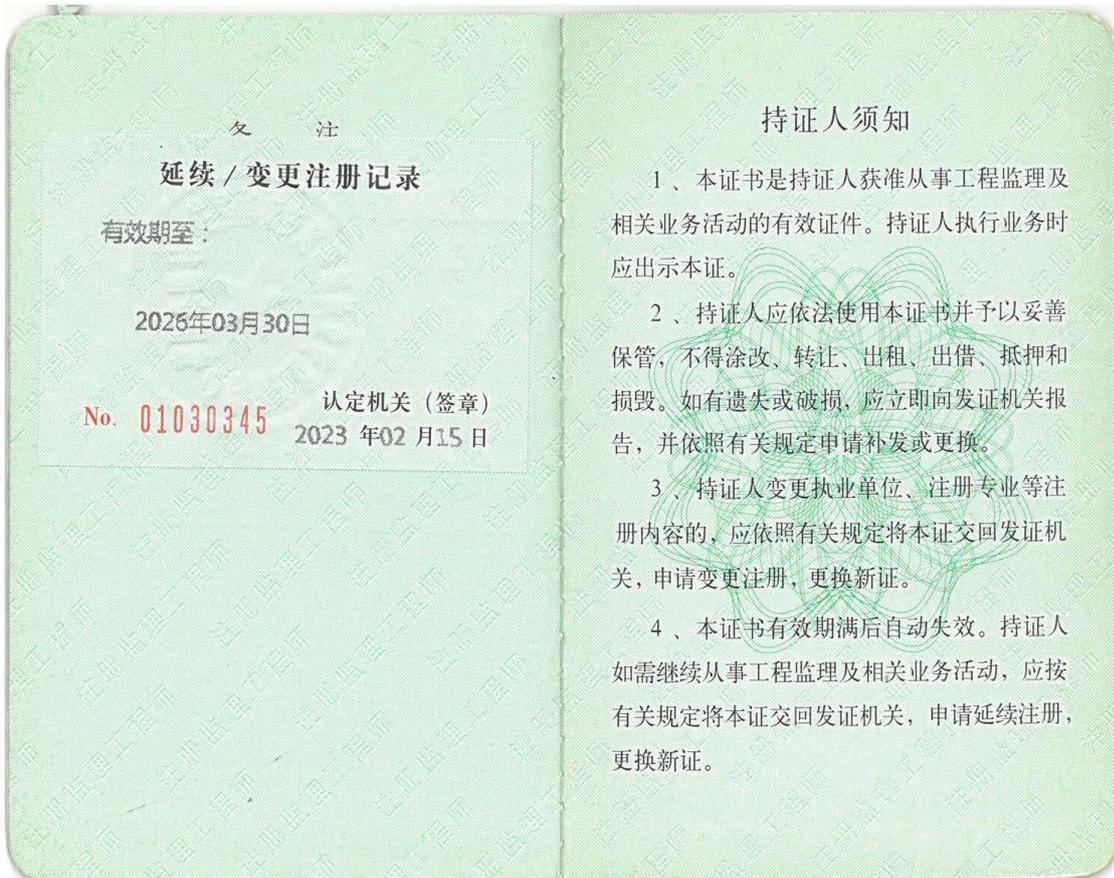 备 注
延续 / 变更注册记录
有效期至：
2026年03月30日
认定机关（签章）
No. 01030345
2023 年02 月15 日
持证人须知
1 、本证书是持证人获准从事工程监理及
相关业务活动的有效证件。持证人执行业务时
应出示本证。
2 、持证人应依法使用本证书并予以妥善
保管，不得涂改、转让、出租、出借、抵押和
损毁。如有遗失或破损，应立即向发证机关报
告，并依照有关规定申请补发或更换。
3 、持证人变更执业单位、注册专业等注
册内容的，应依照有关规定将本证交回发证机
关，申请变更注册，更换新证。
4 、本证书有效期满后自动失效。持证人
如需继续从事工程监理及相关业务活动，应按
有关规定将本证交回发证机关，申请延续注册，
更换新证。